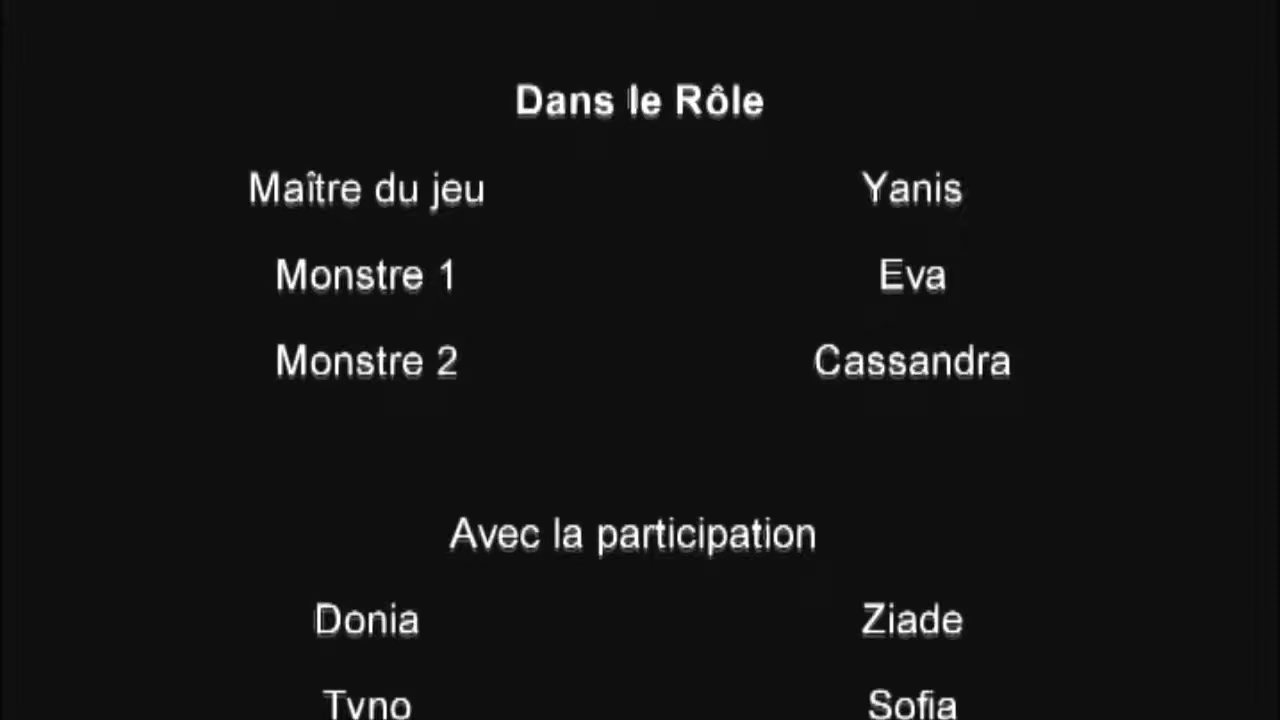 Dans le Rôle
Maître du jeu Yanis
Monstre 1 Eva
Monstre 2 Cassandra
Avec la participation
Donia Ziade
Tyno Sofia